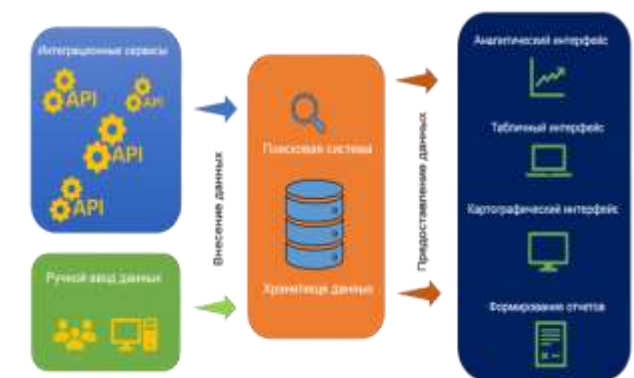 Интеграционные сервисы
API
API
API
API
Ручной ввод данных
Внесение данных
Поисковая система
Хранилище данных
Предоставление данных
Аналитический интерфейс
Табличный интерфейс
Картографический интерфейс
Формирование отчетов